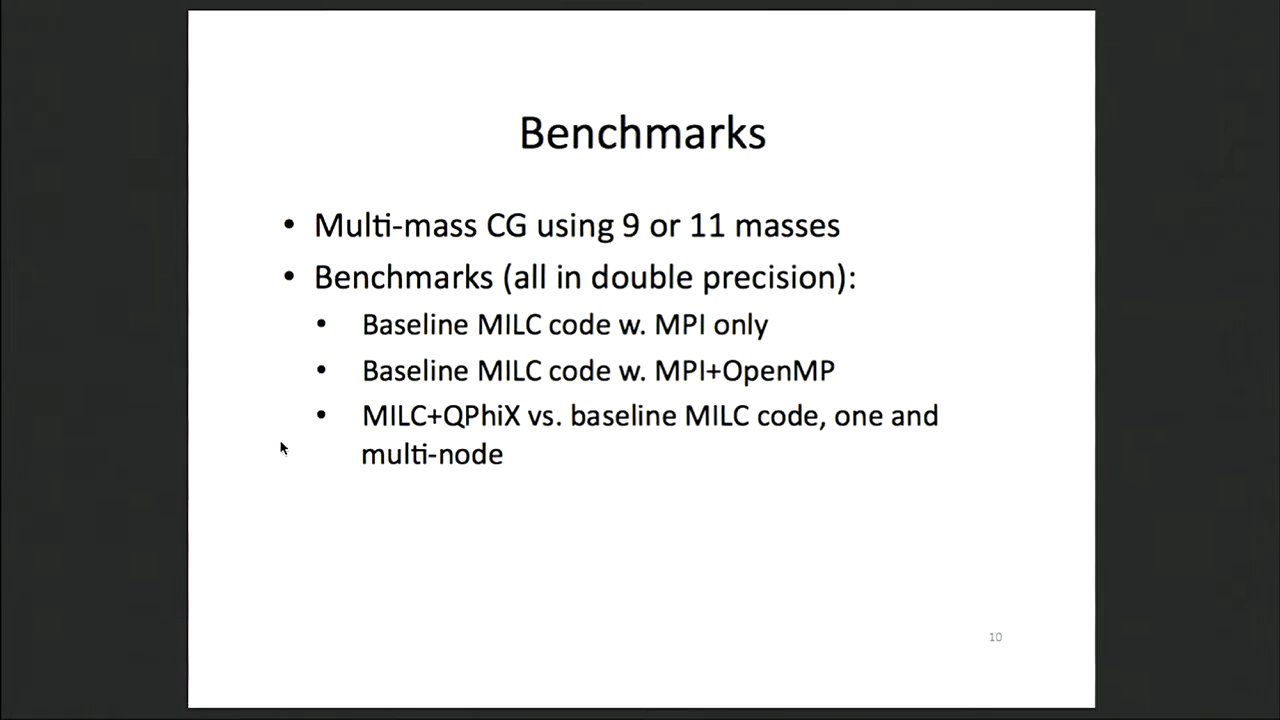 Benchmarks
• Multi-mass CG using 9 or 11 masses
• Benchmarks (all in double precision):
• Baseline MILC code w. MPI only
• Baseline MILC code w. MPI+OpenMP
• MILC+QPhiX vs. baseline MILC code, one and
multi-node
10